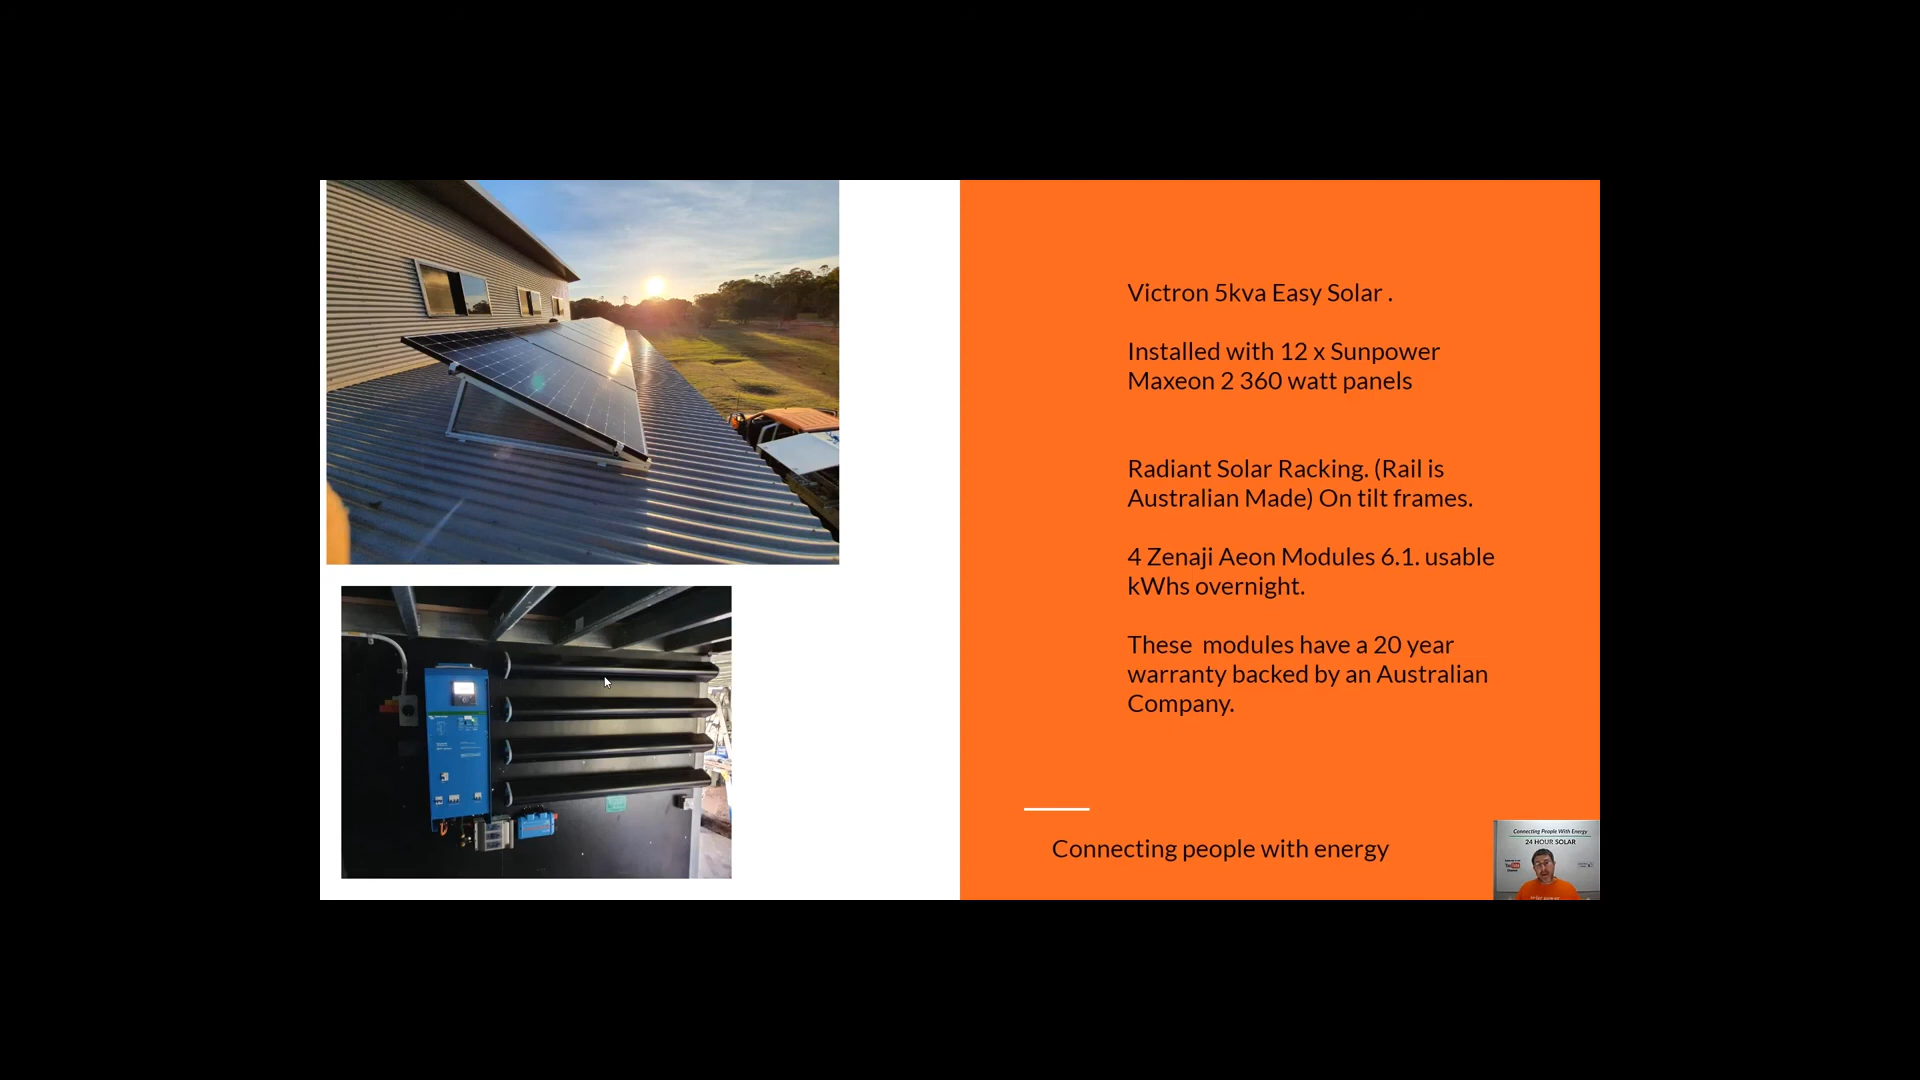 Victron 5kva Easy Solar .
Installed with 12 x Sunpower
Maxeon 2 360 watt panels
Radiant Solar Racking. (Rail is
Australian Made) On tilt frames.
4 Zenaji Aeon Modules 6.1. usable
kWhs overnight.
These  modules have a 20 year
warranty backed by an Australian
Company.
Connecting people with energy
Connecting People With Energy
24 HOUR SOLAR
YouTube